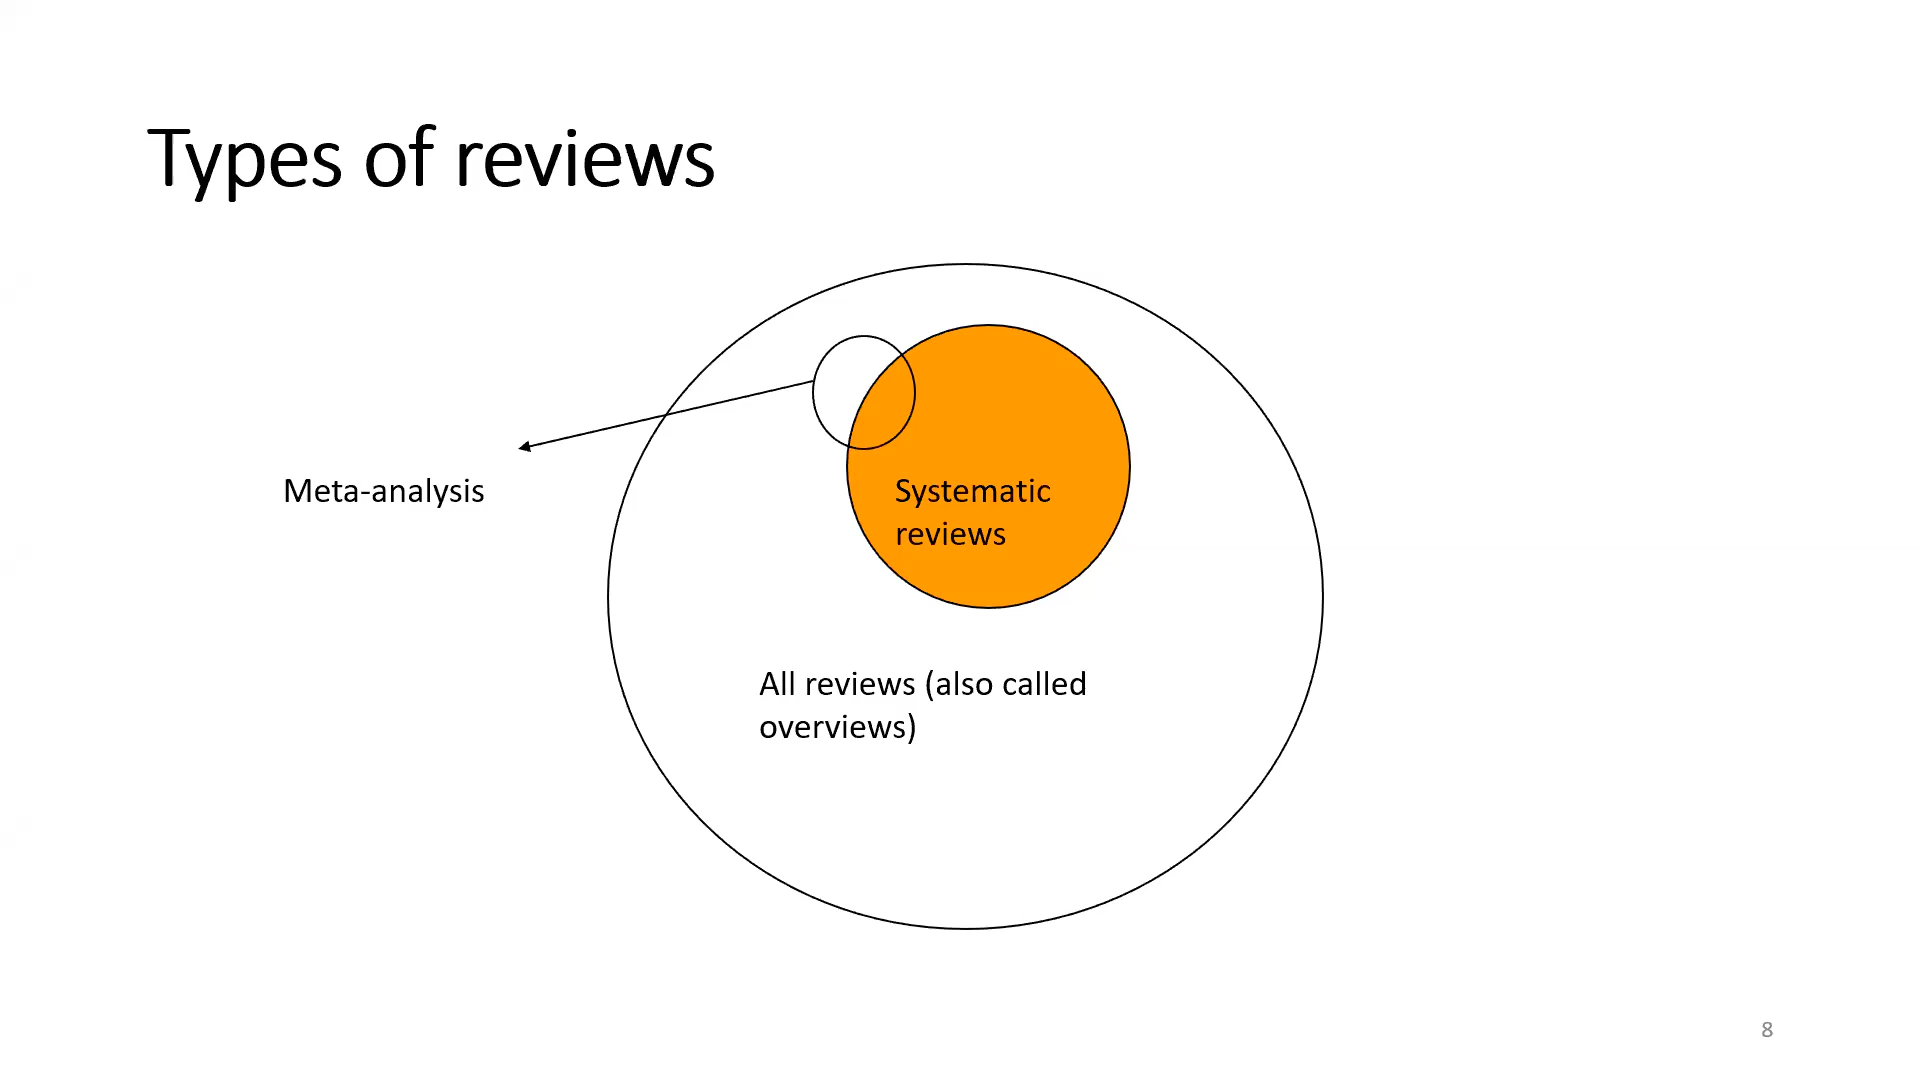 Types of reviews
Meta-analysis
Systematic
reviews
All reviews (also called
overviews)
8